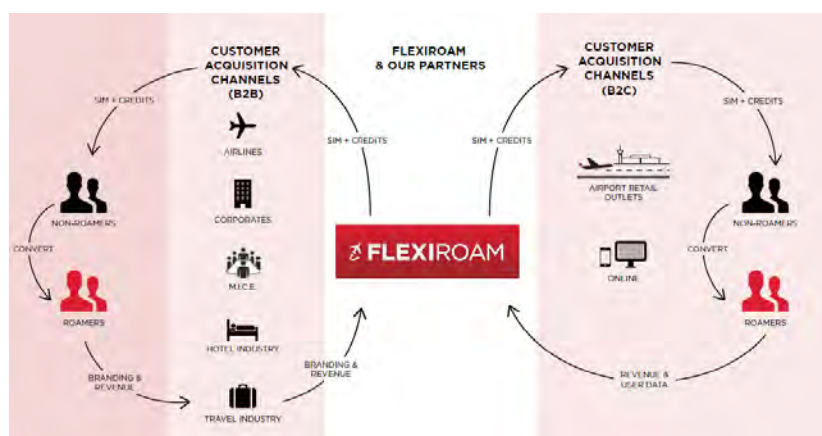 CUSTOMER
ACQUISITION
CHANNELS
(B2B)
FLEXIROAM
& OUR PARTNERS
CUSTOMER
ACQUISITION
CHANNELS
(B2C)
SIM + CREDITS
SIM + CREDITS
SIM + CREDITS
SIM + CREDITS
AIRLINES
AIRPORT RETAIL
OUTLETS
CORPORATES
NON-ROAMERS
NON-ROAMERS
CONVERT
CONVERT
FLEXIROAM
M.I.C.E.
ONLINE
ROAMERS
ROAMERS
HOTEL INDUSTRY
BRANDING &
REVENUE
BRANDING &
REVENUE
REVENUE &
USER DATA
TRAVEL INDUSTRY